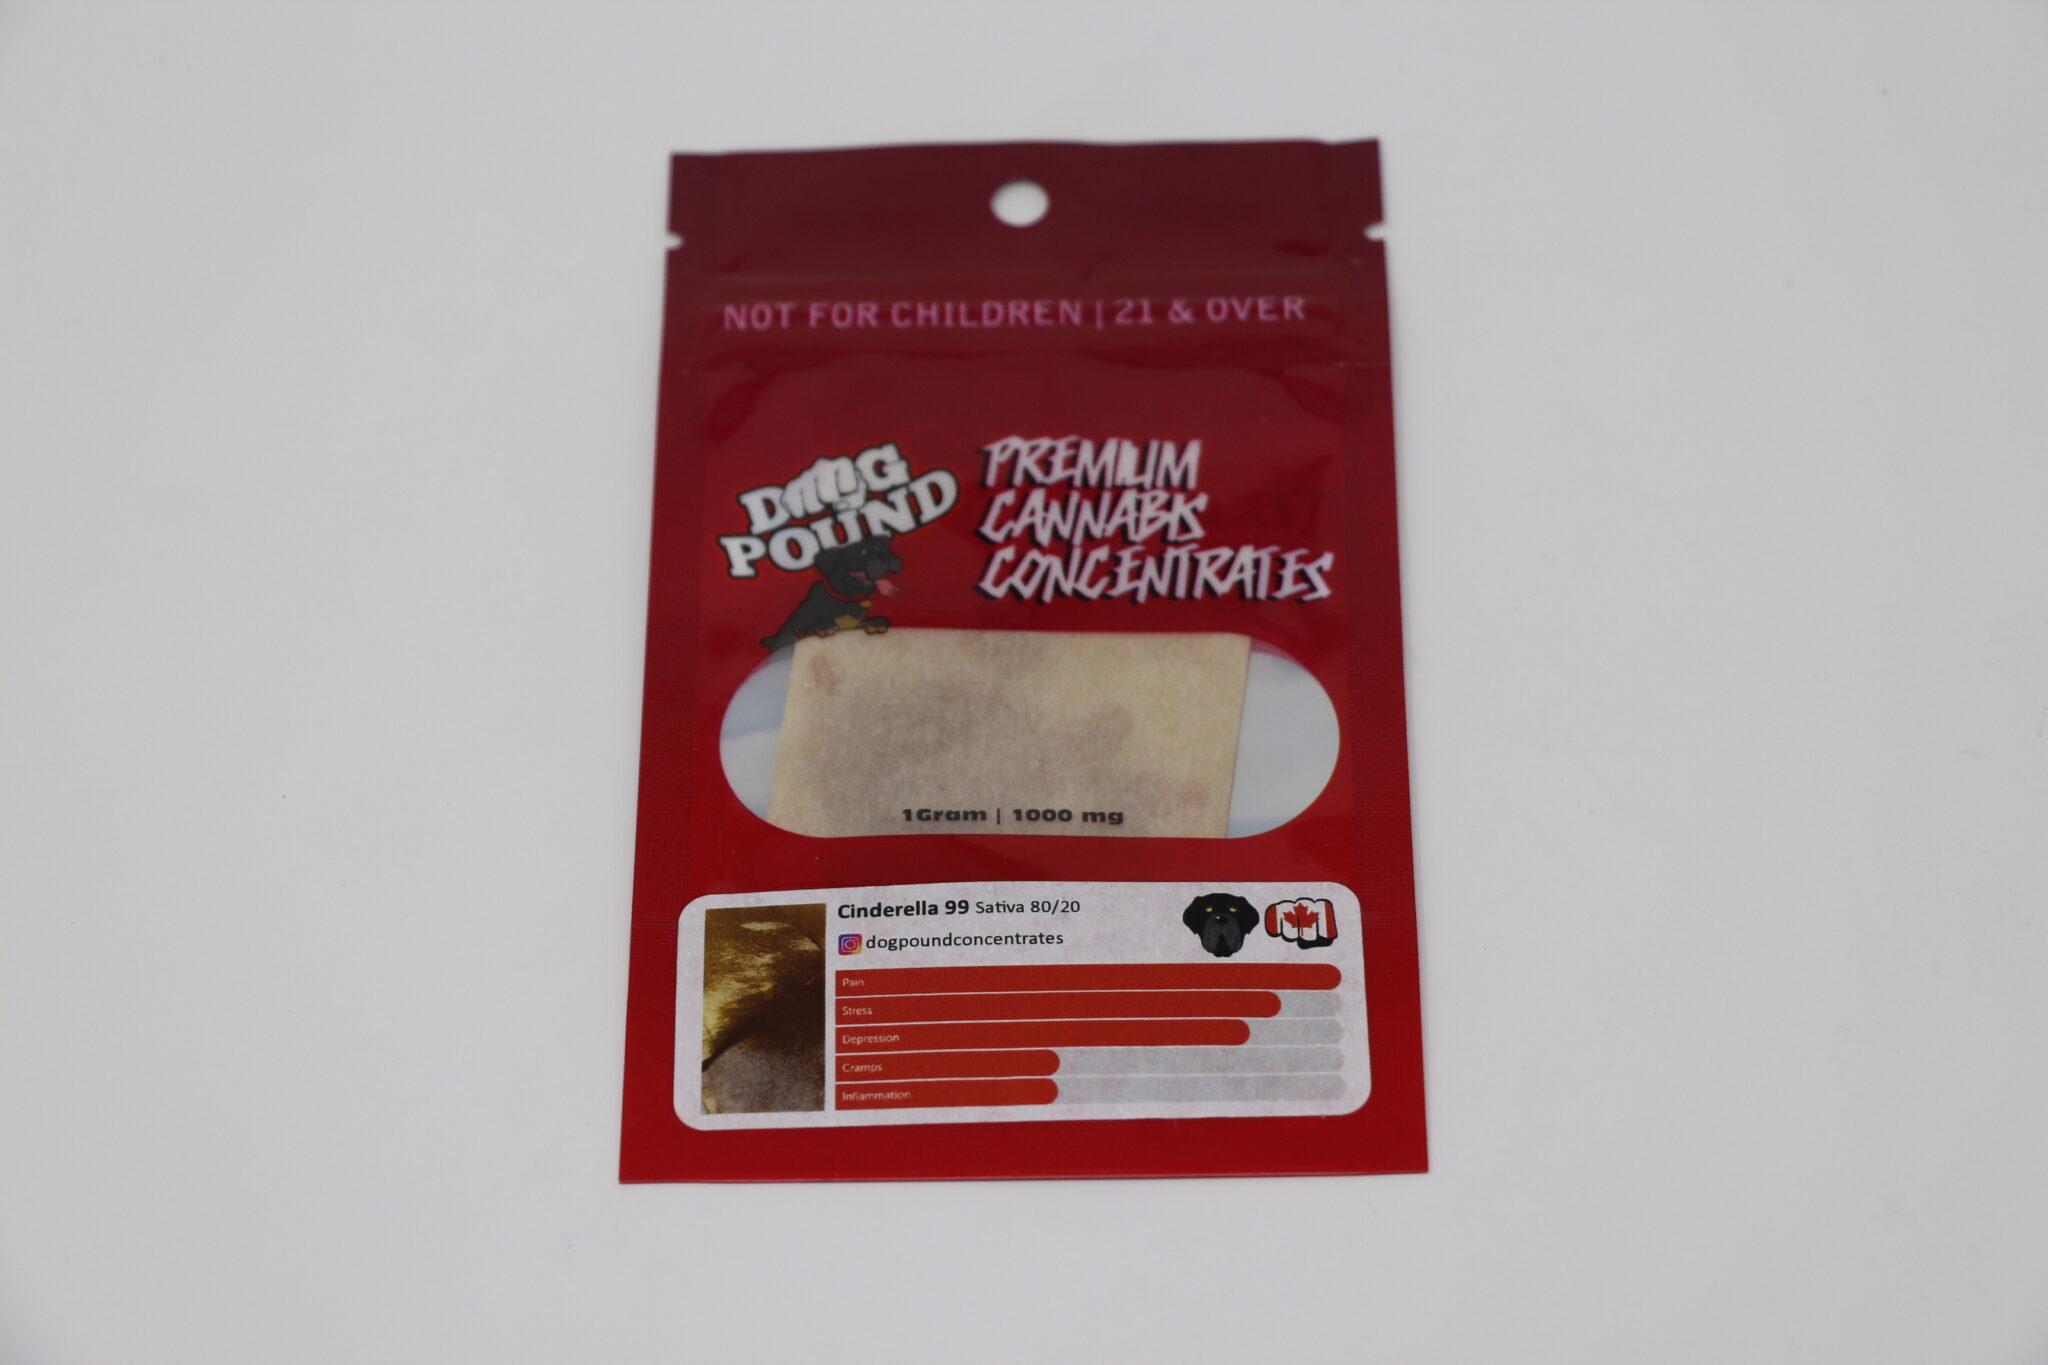 NOT FOR CHILDREN | 21 & OVER
DOG
POUND
PREMIUM
CANNABIS
CONCENTRATES
1Gram | 1000 mg
Cinderella 99 Sativa 80/20
dogpoundconcentrates
Pain
Stress
Depression
Cramps
Inflammation